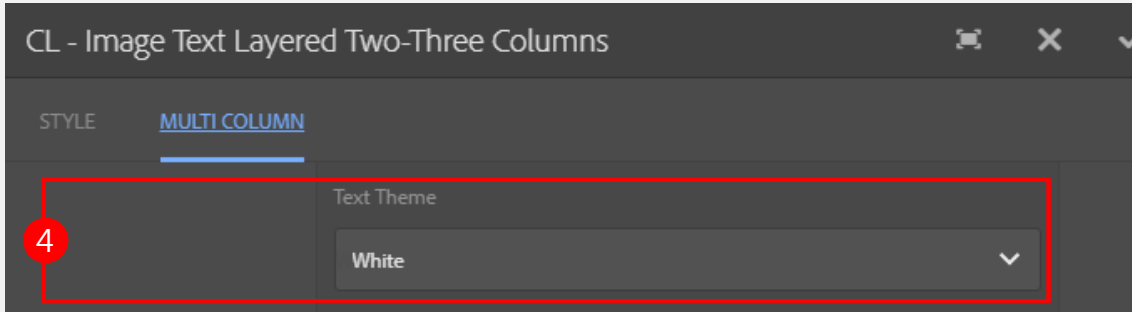 CL - Image Text Layered Two-Three Columns
STYLE MULTI COLUMN
Text Theme
4
White